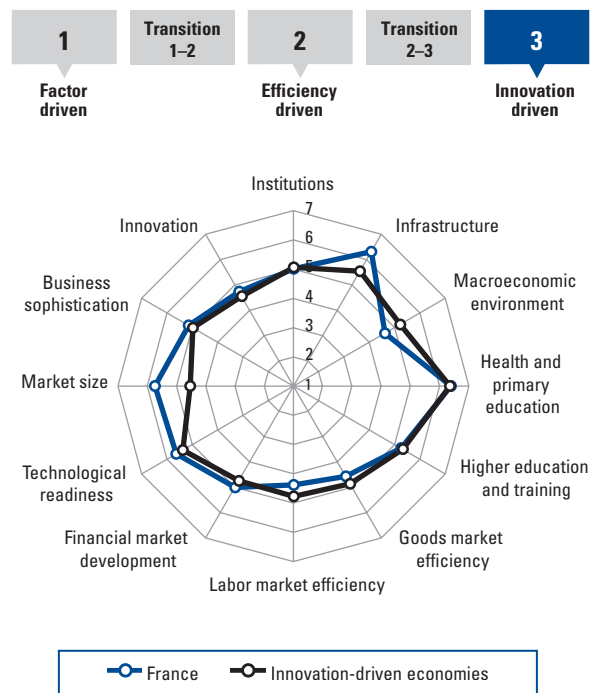 1
Transition
1–2
2
Transition
2–3
3
Factor
driven
Efficiency
driven
Innovation
driven
Institutions
Innovation
Infrastructure
Business
sophistication
Macroeconomic
environment
Market size
Health and
primary
education
Technological
readiness
Higher education
and training
Financial market
development
Goods market
efficiency
Labor market efficiency
7
6
5
4
3
2
1
France
Innovation-driven economies